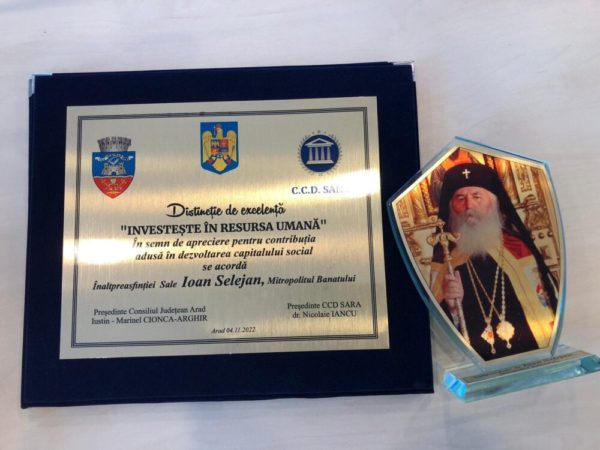 C.C.D. SARA
Distincție de excelență
"INVESTEȘTE ÎN RESURSA UMANĂ"
În semn de apreciere pentru contribuția
adusă în dezvoltarea capitalului social
se acordă
Înaltpreasfinției Sale Ioan Selejan, Mitropolitul Banatului
Președinte Consiliul Județean Arad
Iustin - Marinel CIONCA-ARGHIR
Președinte CCD SARA
dr. Nicolaie IANCU
Arad 04.11.2022